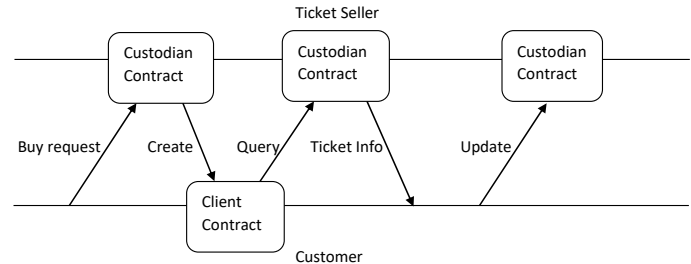 Ticket Seller
Custodian
Contract
Custodian
Contract
Custodian
Contract
Buy request
Create
Query
Ticket Info
Update
Client
Contract
Customer